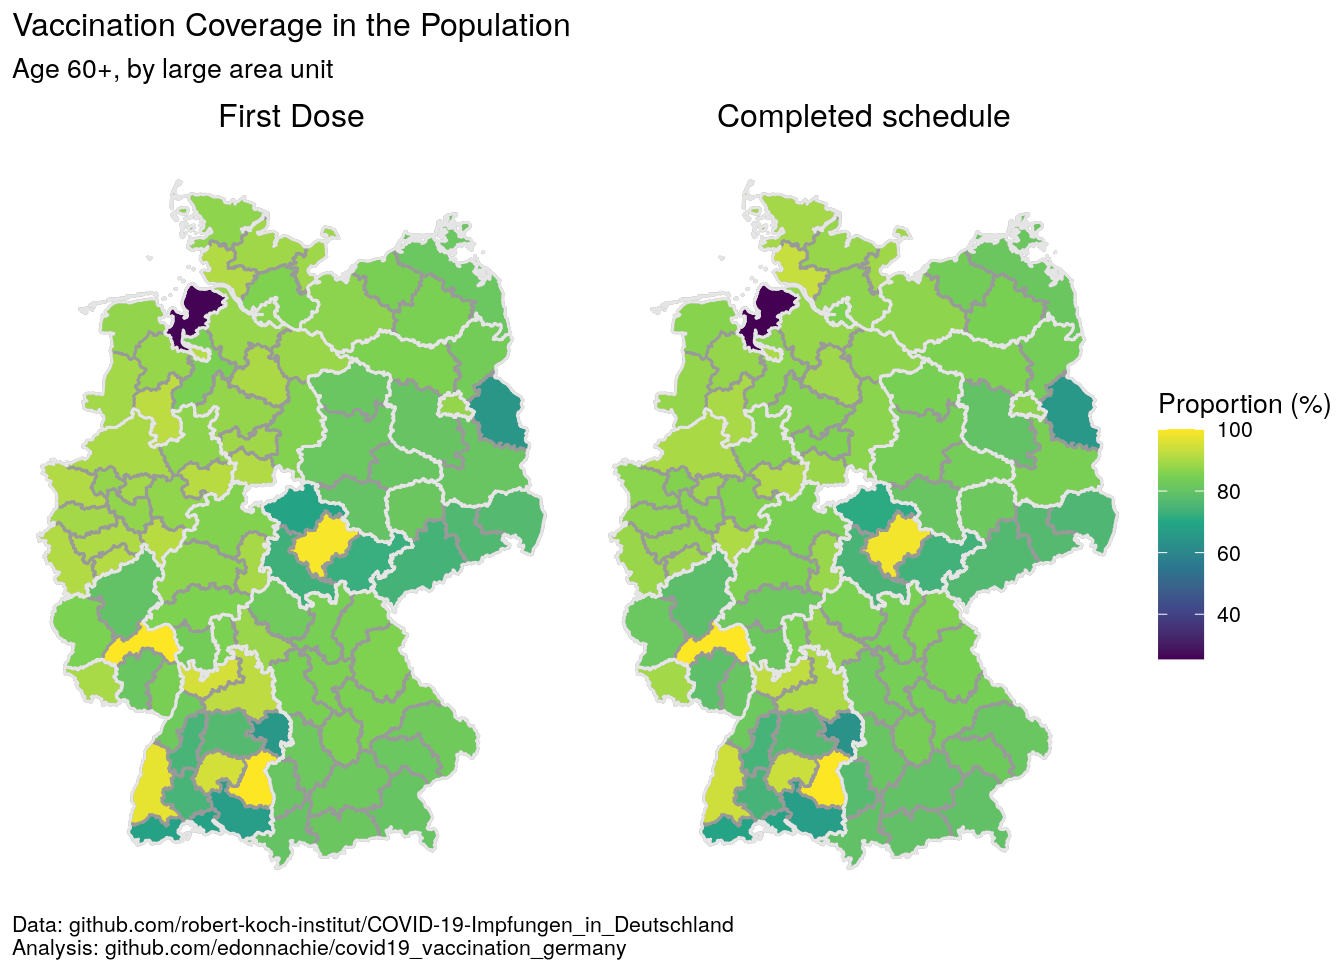 Vaccination Coverage in the Population
Age 60+, by large area unit
First Dose
Completed schedule
Proportion (%)
100
80
60
40
Data: github.com/robert-koch-institut/COVID-19-Impfungen_in_Deutschland
Analysis: github.com/edonnachie/covid19_vaccination_germany